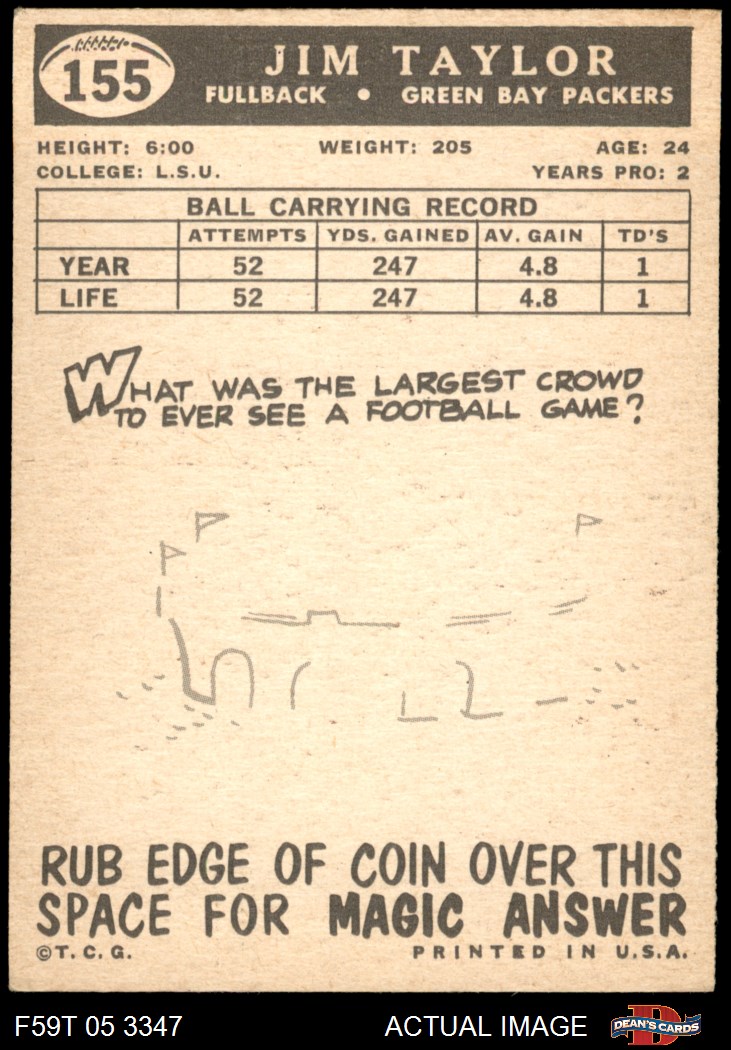 155
JIM TAYLOR
FULLBACK • GREEN BAY PACKERS
HEIGHT: 6:00 WEIGHT: 205 AGE: 24
COLLEGE: L.S.U. YEARS PRO: 2
BALL CARRYING RECORD
ATTEMPTS YDS. GAINED AV. GAIN TD'S
YEAR 52 247 4.8 1
LIFE 52 247 4.8 1
WHAT WAS THE LARGEST CROWD
TO EVER SEE A FOOTBALL GAME?
RUB EDGE OF COIN OVER THIS
SPACE FOR MAGIC ANSWER
©T. C. G. PRINTED IN U.S.A.
F59T 05 3347 ACTUAL IMAGE D DEAN'S CARDS